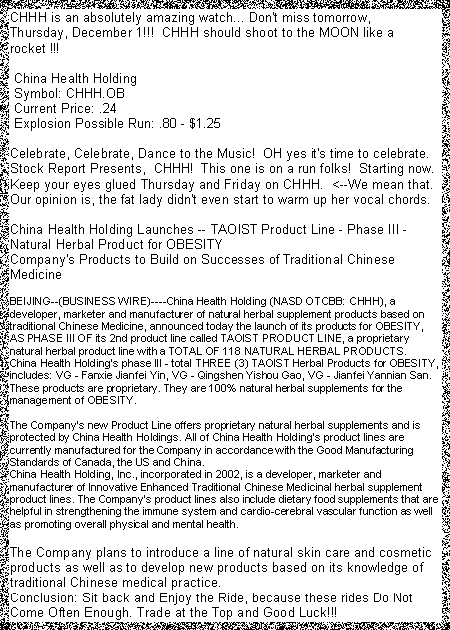 CHHH is an absolutely amazing watch... Don't miss tomorrow,
Thursday, December 1!!!  CHHH should shoot to the MOON like a
rocket !!!
China Health Holding
Symbol: CHHH.OB
Current Price: .24
Explosion Possible Run: .80 - $1.25
Celebrate, Celebrate, Dance to the Music!  OH yes it's time to celebrate.
Stock Report Presents,  CHHH!  This one is on a run folks!  Starting now.
Keep your eyes glued Thursday and Friday on CHHH.  <--We mean that.
Our opinion is, the fat lady didn't even start to warm up her vocal chords.
China Health Holding Launches -- TAOIST Product Line - Phase III -
Natural Herbal Product for OBESITY
Company's Products to Build on Successes of Traditional Chinese
Medicine
BEIJING--(BUSINESS WIRE)----China Health Holding (NASD OTCBB: CHHH), a
developer, marketer and manufacturer of natural herbal supplement products based on
traditional Chinese Medicine, announced today the launch of its products for OBESITY,
AS PHASE III OF its 2nd product line called TAOIST PRODUCT LINE, a proprietary
natural herbal product line with a TOTAL OF 118 NATURAL HERBAL PRODUCTS.
China Health Holding's phase III - total THREE (3) TAOIST Herbal Products for OBESITY,
includes: VG - Fanxie Jianfei Yin, VG - Qingshen Yishou Gao, VG - Jianfei Yannian San.
These products are proprietary. They are 100% natural herbal supplements for the
management of OBESITY.
The Company's new Product Line offers proprietary natural herbal supplements and is
protected by China Health Holdings. All of China Health Holding's product lines are
currently manufactured for the Company in accordance with the Good Manufacturing
Standards of Canada, the US and China.
China Health Holding, Inc., incorporated in 2002, is a developer, marketer and
manufacturer of Innovative Enhanced Traditional Chinese Medicinal herbal supplement
product lines. The Company's product lines also include dietary food supplements that are
helpful in strengthening the immune system and cardio-cerebral vascular function as well
as promoting overall physical and mental health.
The Company plans to introduce a line of natural skin care and cosmetic
products as well as to develop new products based on its knowledge of
traditional Chinese medical practice.
Conclusion: Sit back and Enjoy the Ride, because these rides Do Not
Come Often Enough. Trade at the Top and Good Luck!!!